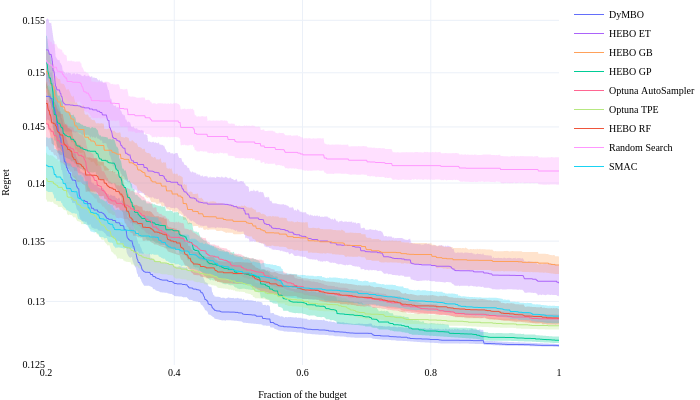 0.155
0.15
0.145
0.14
0.135
0.13
0.125
Regret
0.2
0.4
0.6
0.8
1
Fraction of the budget
DyMBO
HEBO ET
HEBO GB
HEBO GP
Optuna AutoSampler
Optuna TPE
HEBO RF
Random Search
SMAC